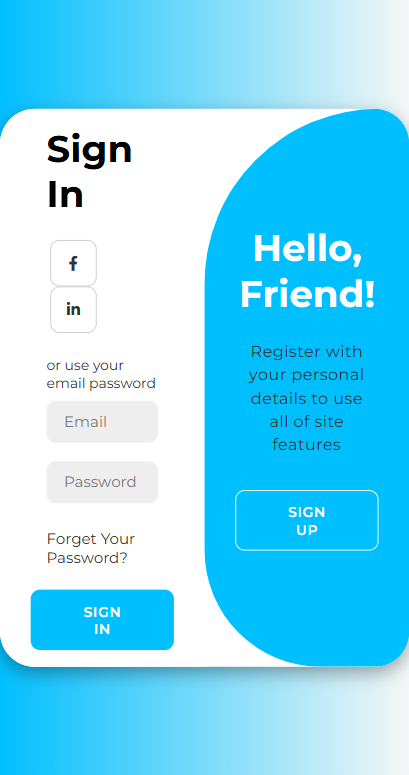 Sign
In
f
in
or use your
email password
Email
Password
Forget Your
Password?
SIGN
IN
Hello,
Friend!
Register with
your personal
details to use
all of site
features
SIGN
UP